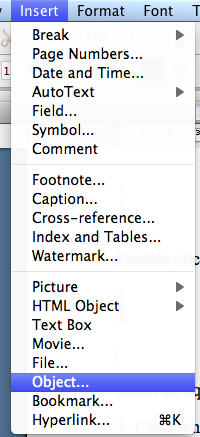 Insert Format Font
Break
Page Numbers...
Date and Time...
AutoText
Field...
Symbol...
Comment
Footnote...
Caption...
Cross-reference...
Index and Tables...
Watermark...
Picture
HTML Object
Text Box
Movie...
File...
Object...
Bookmark...
Hyperlink... ⌘K